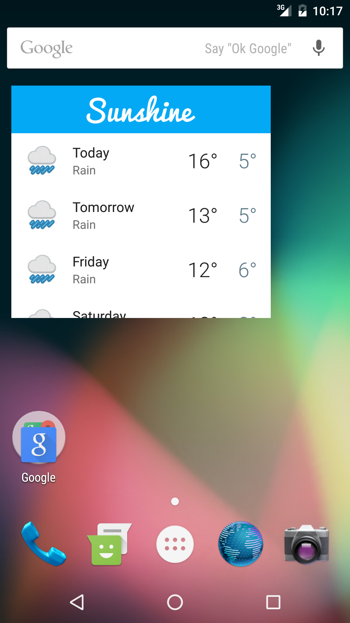 3G 10:17
Google Say "Ok Google"
Sunshine
Today 16° 5°
Rain
Tomorrow 13° 5°
Rain
Friday 12° 6°
Rain
Saturday
g
Google